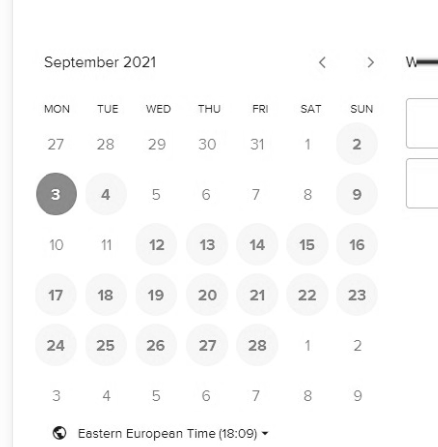 September 2021
MON TUE WED THU FRI SAT SUN
27 28 29 30 31 1 2
3 4 5 6 7 8 9
10 11 12 13 14 15 16
17 18 19 20 21 22 23
24 25 26 27 28 1 2
3 4 5 6 7 8 9
Eastern European Time (18:09)